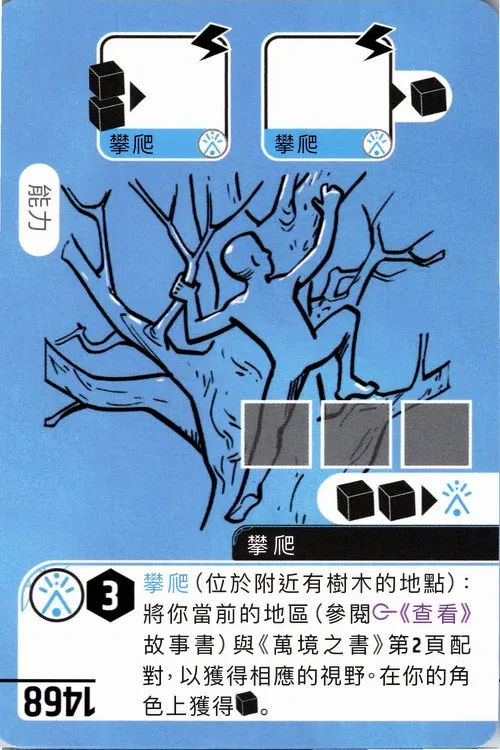 攀爬
攀爬
能力
攀爬
3
攀爬(位於附近有樹木的地點):
將你當前的地區(參閱《查看》
故事書)與《萬境之書》第2頁配
對,以獲得相應的視野。在你的角
色上獲得。
1468